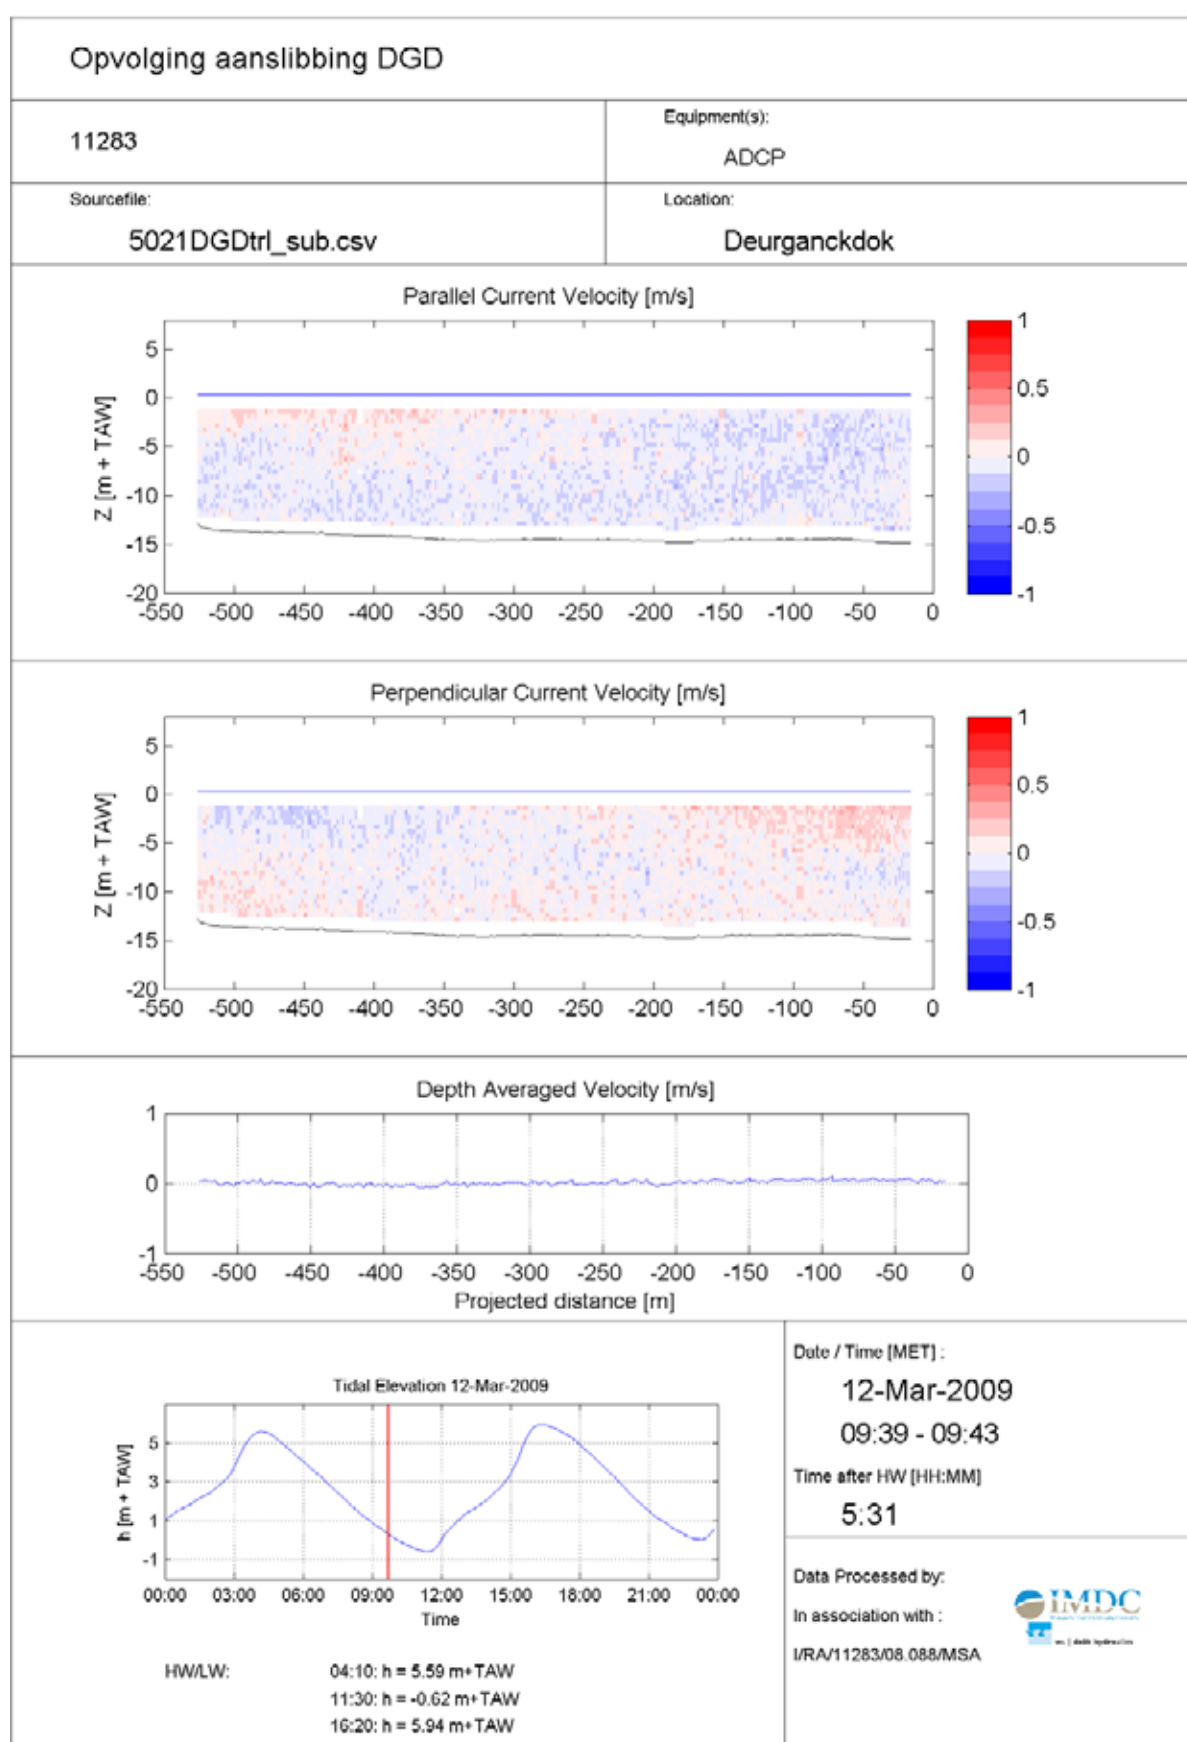 Opvolging aanslibbing DGD
11283
Equipment(s):
ADCP
Sourcefile:
5021DGDtrl_sub.csv
Location:
Deurganckdok
Parallel Current Velocity [m/s]
5
0
-5
-10
-15
-20
Z [m + TAW]
-550 -500 -450 -400 -350 -300 -250 -200 -150 -100 -50 0
1
0.5
0
-0.5
-1
Perpendicular Current Velocity [m/s]
5
0
-5
-10
-15
-20
Z [m + TAW]
-550 -500 -450 -400 -350 -300 -250 -200 -150 -100 -50 0
1
0.5
0
-0.5
-1
Depth Averaged Velocity [m/s]
1
0
-1
-550 -500 -450 -400 -350 -300 -250 -200 -150 -100 -50 0
Projected distance [m]
Tidal Elevation 12-Mar-2009
5
3
1
-1
h [m + TAW]
00:00 03:00 06:00 09:00 12:00 15:00 18:00 21:00 00:00
Time
HW/LW:
04:10: h = 5.59 m+TAW
11:30: h = -0.62 m+TAW
16:20: h = 5.94 m+TAW
Date / Time [MET] :
12-Mar-2009
09:39 - 09:43
Time after HW [HH:MM]
5:31
Data Processed by:
In association with :
I/RA/11283/08.088/MSA
IMDC
wl | delft hydraulics